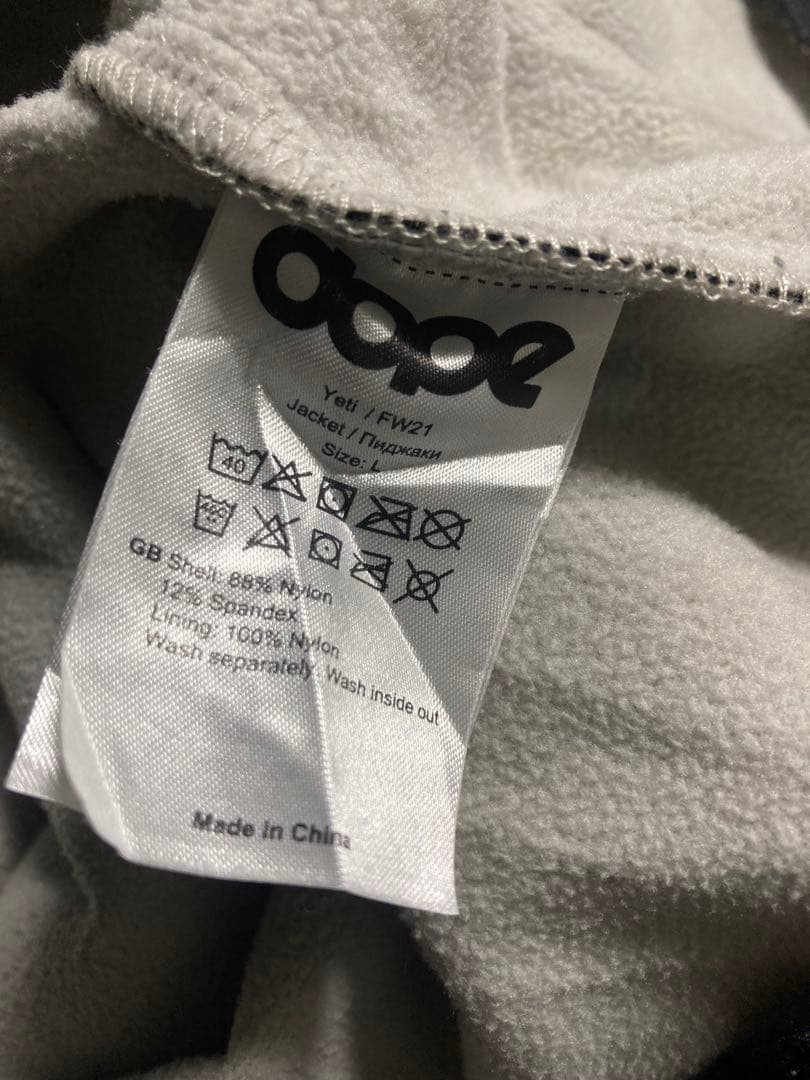 dope
Yeti / FW21
Jacket / Пиджаки
Size: L
40
GB Shell: 88% Nylon
12% Spandex
Lining: 100% Nylon
Wash separately. Wash inside out
Made in China